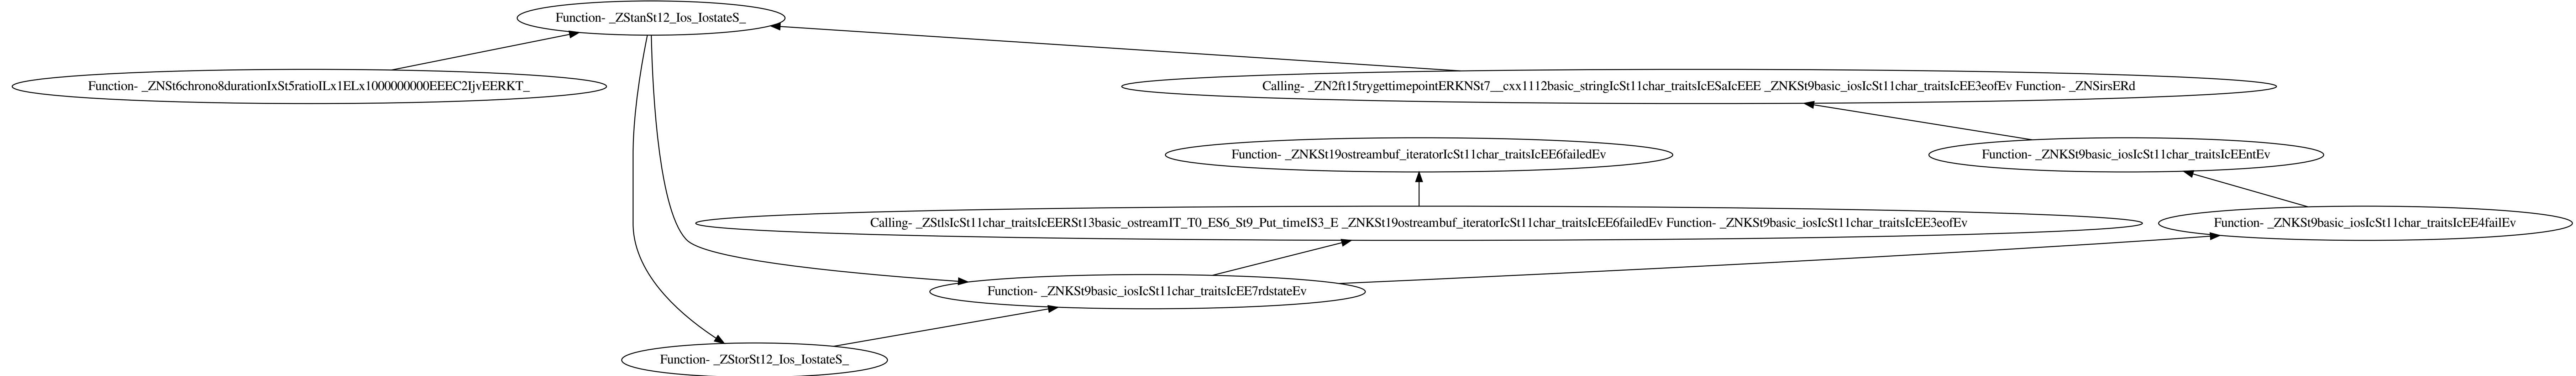 Function- _ZStanSt12_Ios_IostateS_
Function- _ZNSt6chrono8durationIxSt5ratioILx1ELx1000000000EEEC2IjvEERKT_
Calling- _ZN2ft15trygettimepointERKNSt7__cxx1112basic_stringIcSt11char_traitsIcESaIcEEE _ZNKSt9basic_iosIcSt11char_traitsIcEE3eofEv Function- _ZNSirsERd
Function- _ZNKSt19ostreambuf_iteratorIcSt11char_traitsIcEE6failedEv
Function- _ZNKSt9basic_iosIcSt11char_traitsIcEEntEv
Calling- _ZStlsIcSt11char_traitsIcEERSt13basic_ostreamIT_T0_ES6_St9_Put_timeIS3_E _ZNKSt19ostreambuf_iteratorIcSt11char_traitsIcEE6failedEv Function- _ZNKSt9basic_iosIcSt11char_traitsIcEE3eofEv
Function- _ZNKSt9basic_iosIcSt11char_traitsIcEE4failEv
Function- _ZNKSt9basic_iosIcSt11char_traitsIcEE7rdstateEv
Function- _ZStorSt12_Ios_IostateS_